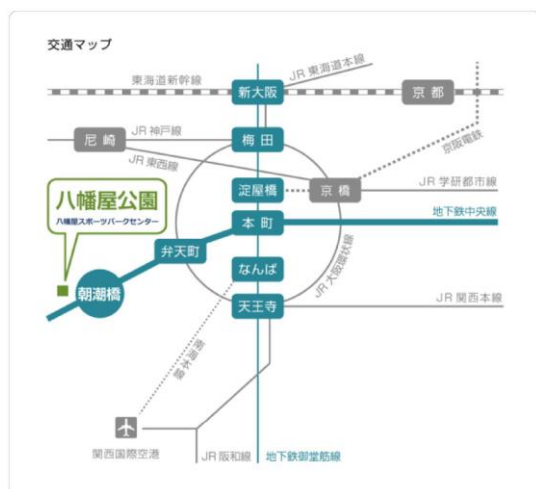 交通マップ
東海道新幹線
新大阪
JR 東海道本線
京都
尼崎
JR 神戸線
梅田
JR 東西線
京阪電鉄
淀屋橋
京橋
JR 学研都市線
八幡屋公園
八幡屋スポーツパークセンター
本町
地下鉄中央線
弁天町
なんば
JR 大阪環状線
朝潮橋
天王寺
JR 関西本線
南海本線
関西国際空港
JR 阪和線
地下鉄御堂筋線